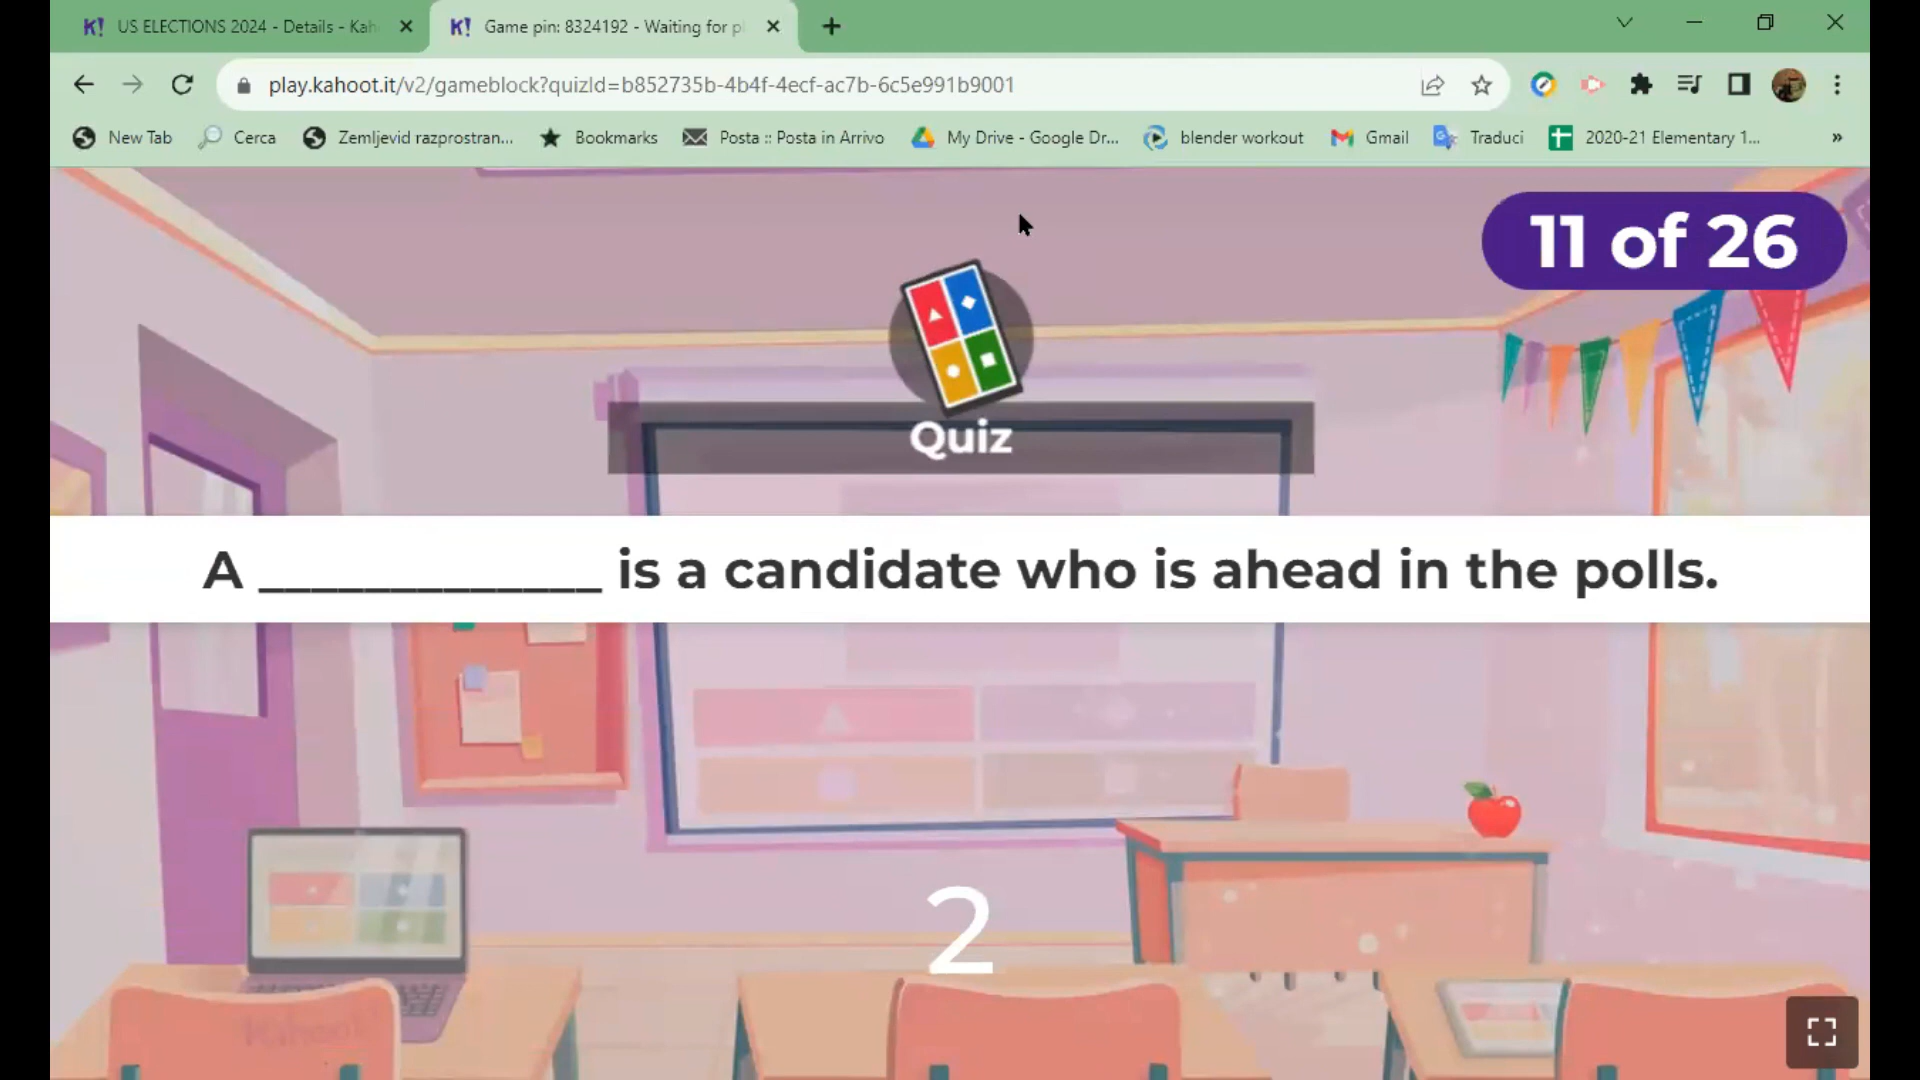 K! US ELECTIONS 2024 - Details - Kah
K! Game pin: 8324192 - Waiting for pl
play.kahoot.it/v2/gameblock?quizId=b852735b-4b4f-4ecf-ac7b-6c5e991b9001
New Tab
Cerca
Zemljevid razprostran...
Bookmarks
Posta :: Posta in Arrivo
My Drive - Google Dr...
blender workout
Gmail
Traduci
2020-21 Elementary 1...
»
11 of 26
Quiz
A _____________ is a candidate who is ahead in the polls.
2